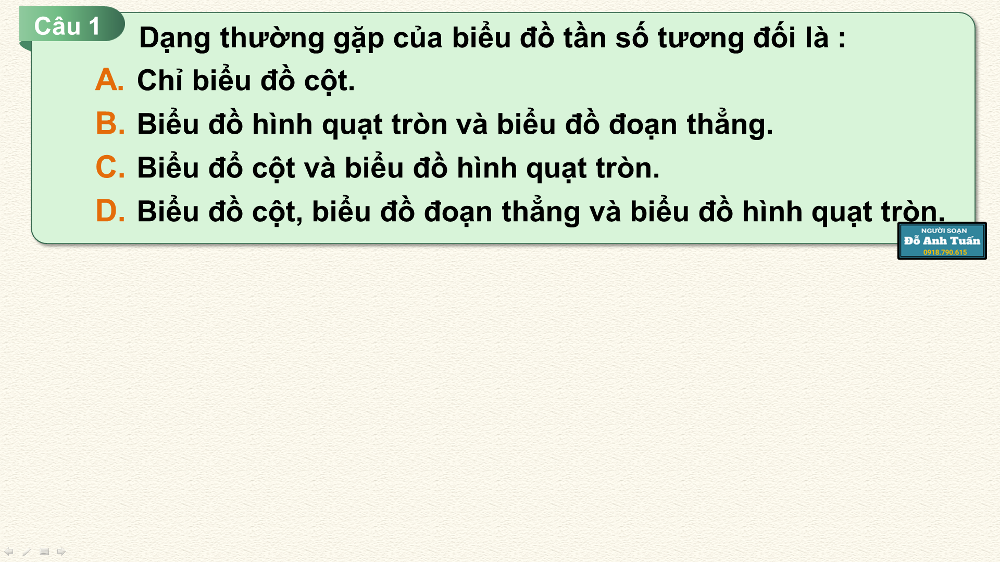 Câu 1
Dạng thường gặp của biểu đồ tần số tương đối là :
A. Chỉ biểu đồ cột.
B. Biểu đồ hình quạt tròn và biểu đồ đoạn thẳng.
C. Biểu đổ cột và biểu đồ hình quạt tròn.
D. Biểu đồ cột, biểu đồ đoạn thẳng và biểu đồ hình quạt tròn.
NGƯỜI SOẠN
Đỗ Anh Tuấn
0918.790.615